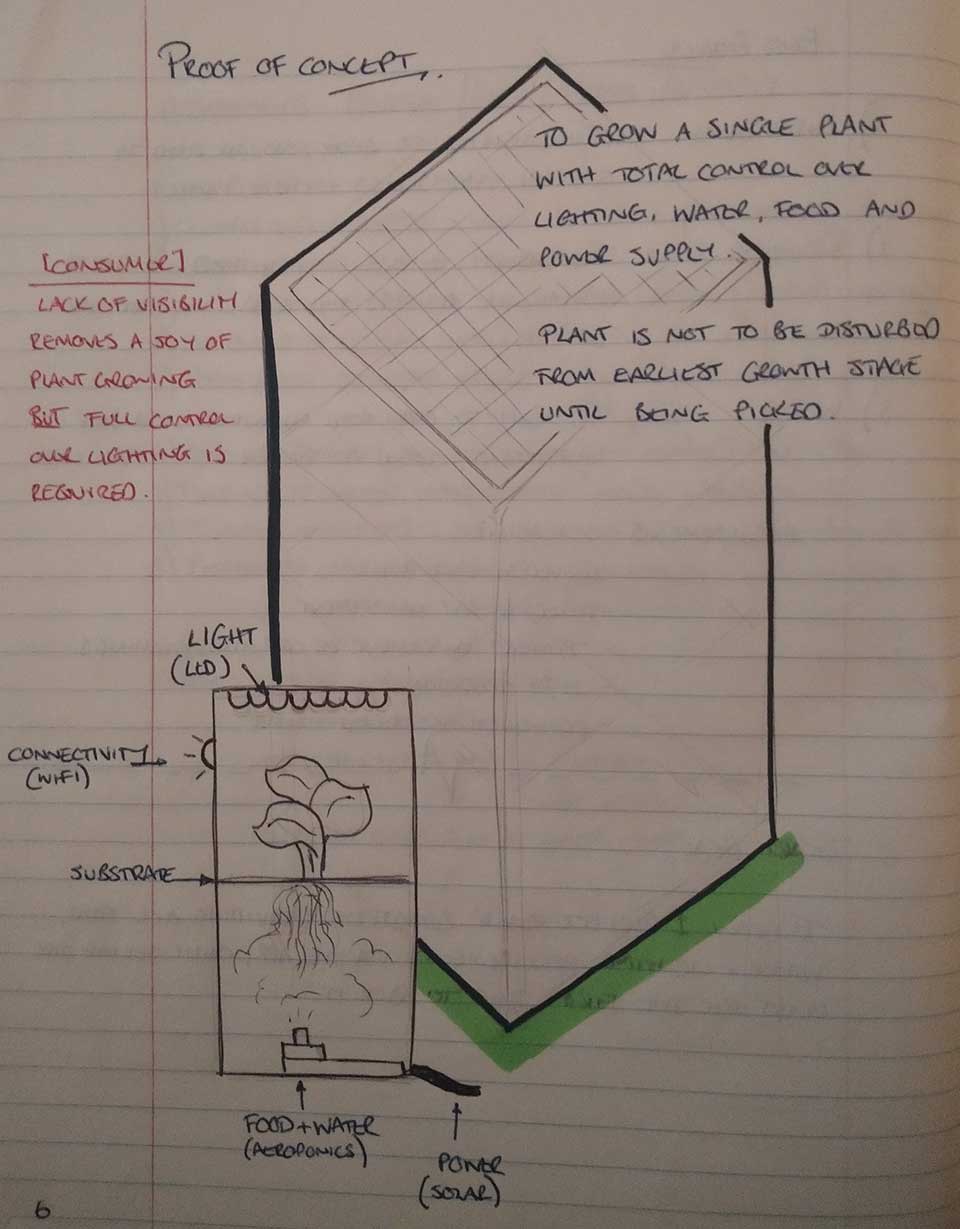 PROOF OF CONCEPT.
TO GROW A SINGLE PLANT
WITH TOTAL CONTROL OVER
LIGHTING, WATER, FOOD AND
POWER SUPPLY.
[CONSUMER]
LACK OF VISIBILITY
REMOVES A JOY OF
PLANT GROWING
BUT FULL CONTROL
OVER LIGHTING IS
REQUIRED.
PLANT IS NOT TO BE DISTURBED
FROM EARLIEST GROWTH STAGE
UNTIL BEING PICKED.
LIGHT
(LED)
CONNECTIVITY
(WIFI)
SUBSTRATE
FOOD + WATER
(AEROPONICS)
POWER
(SOLAR)
6